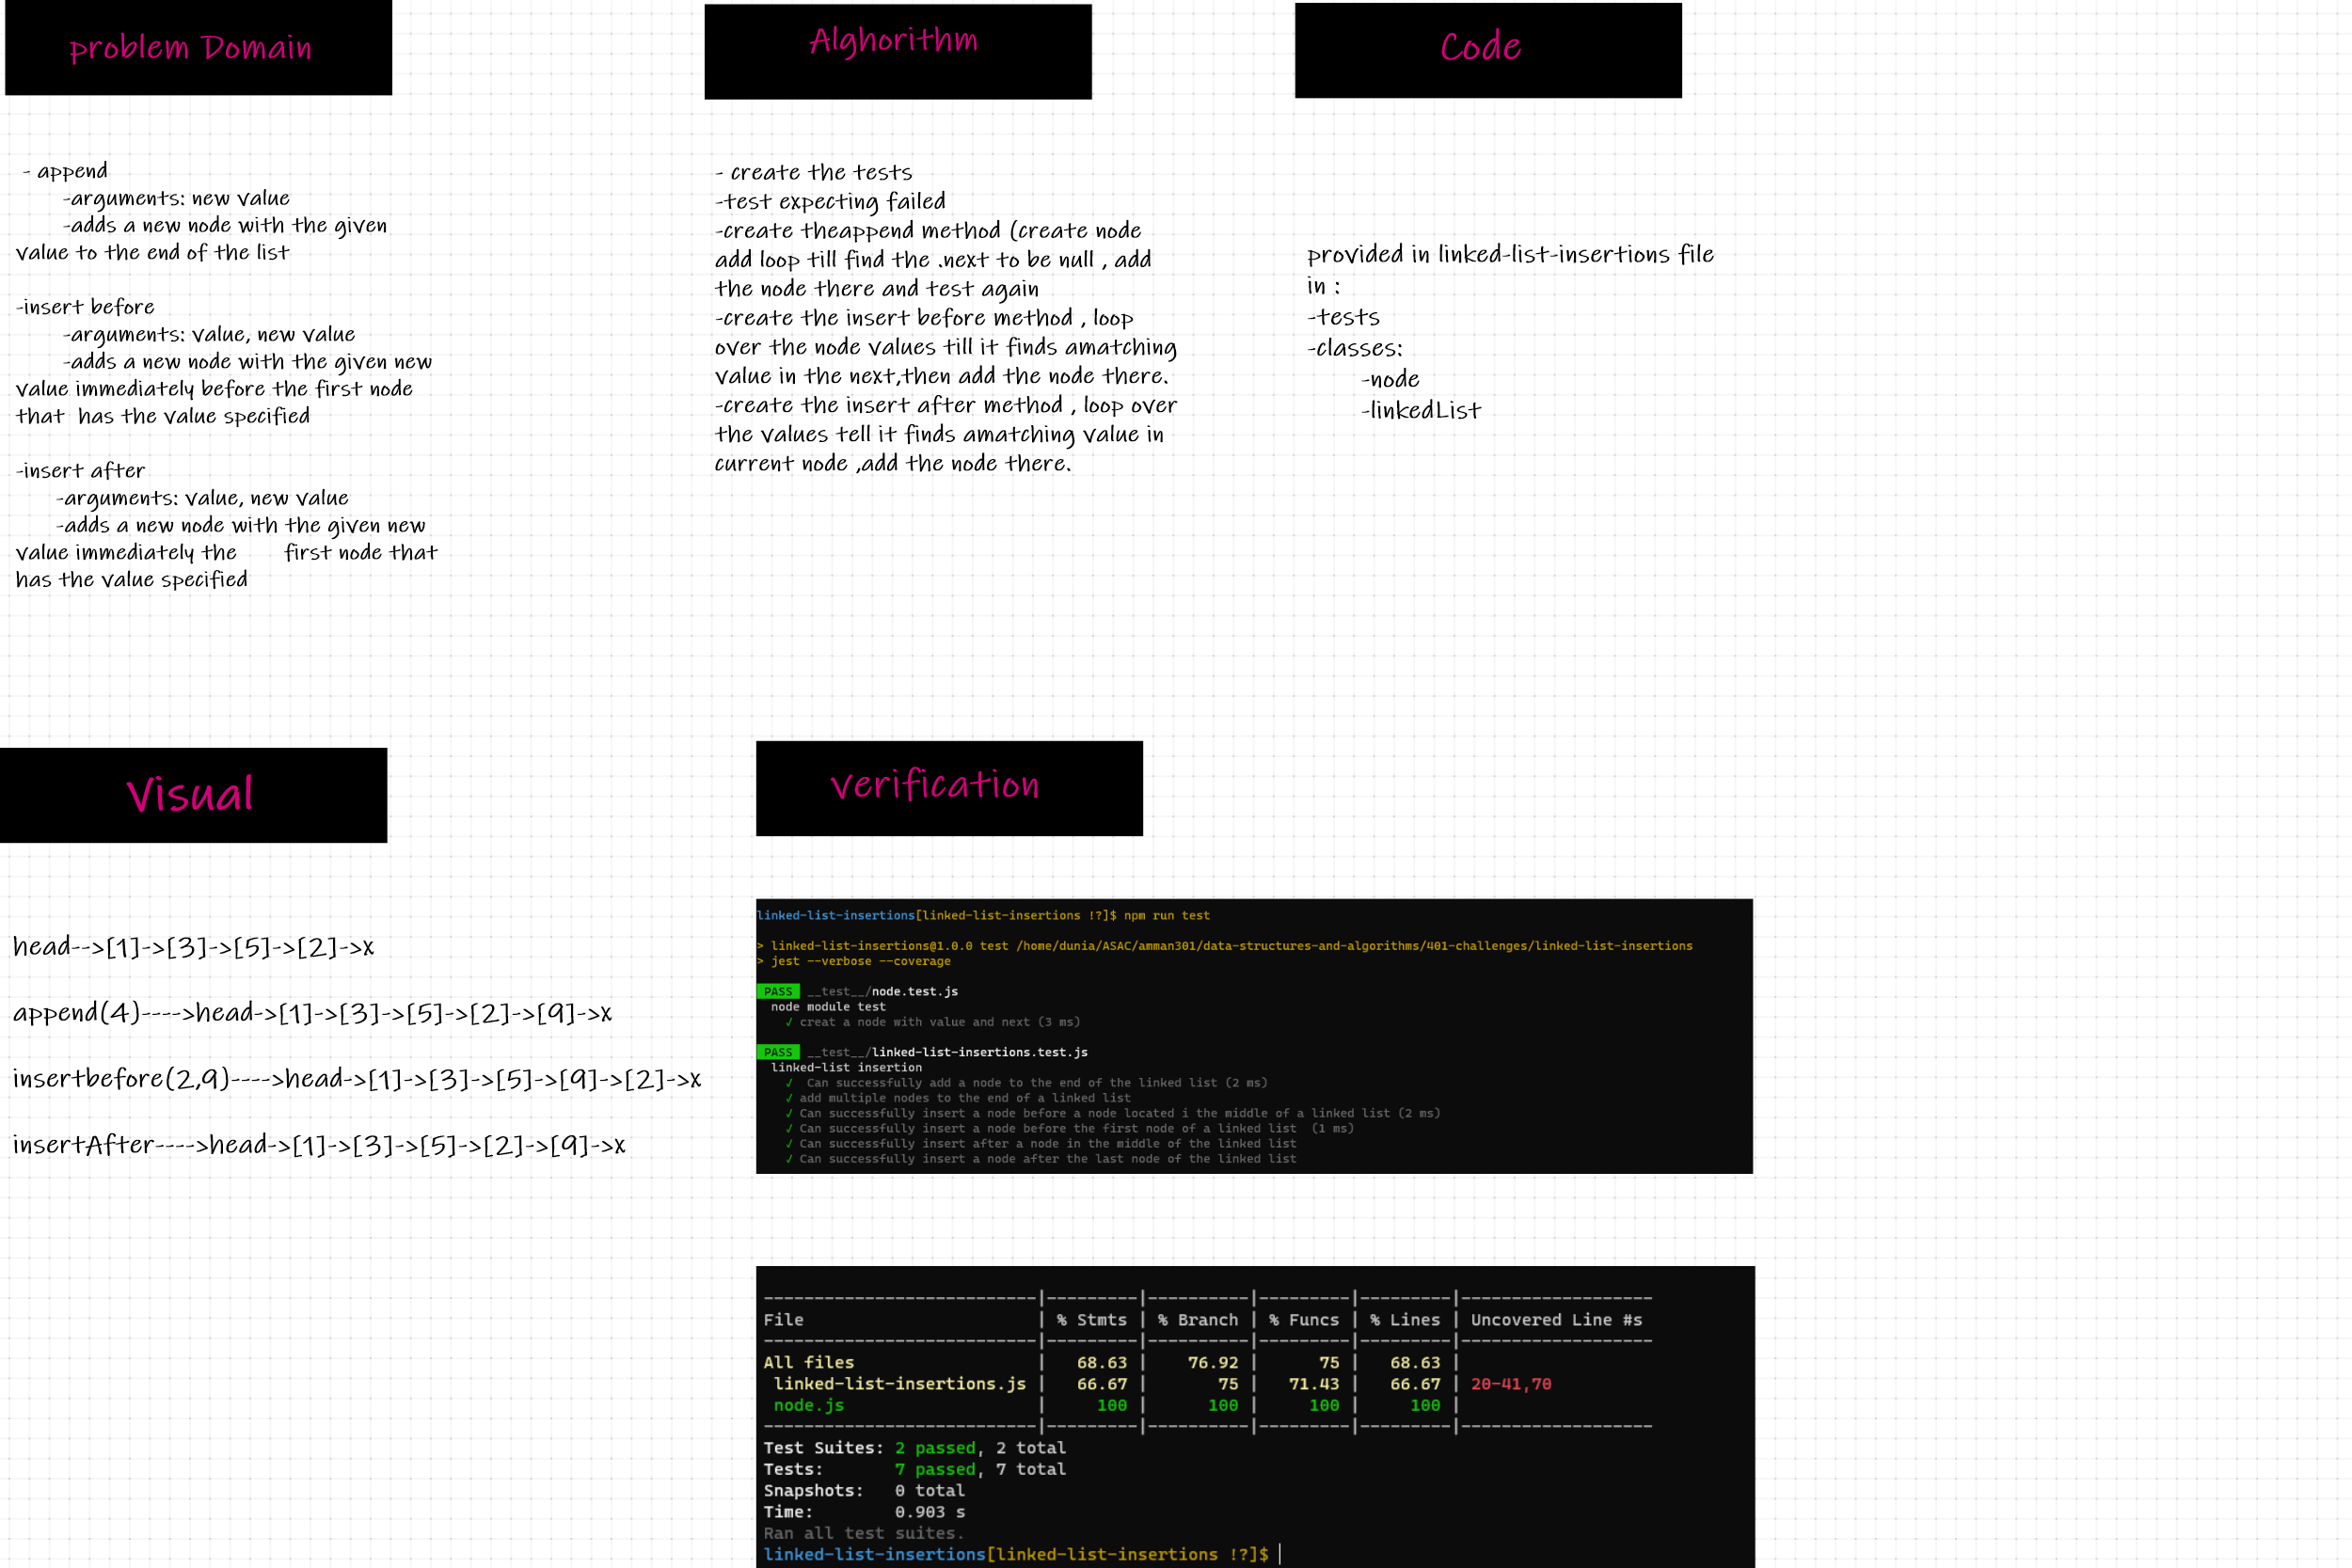 problem Domain
- append
-arguments: new value
-adds a new node with the given
value to the end of the list
-insert before
-arguments: value, new value
-adds a new node with the given new
value immediately before the first node
that has the value specified
-insert after
-arguments: value, new value
-adds a new node with the given new
value immediately the first node that
has the value specified
Alghorithm
- create the tests
-test expecting failed
-create theappend method (create node
add loop till find the .next to be null , add
the node there and test again
-create the insert before method , loop
over the node values till it finds amatching
value in the next,then add the node there.
-create the insert after method , loop over
the values tell it finds amatching value in
current node ,add the node there.
Code
provided in linked-list-insertions file
in :
-tests
-classes:
-node
-linkedList
Visual
head-->[1]->[3]->[5]->[2]->x
append(4)---->head->[1]->[3]->[5]->[2]->[9]->x
insertbefore(2,9)---->head->[1]->[3]->[5]->[9]->[2]->x
insertAfter---->head->[1]->[3]->[5]->[2]->[9]->x
Verification
linked-list-insertions[linked-list-insertions !?]$ npm run test
> linked-list-insertions@1.0.0 test /home/dunia/ASAC/amman301/data-structures-and-algorithms/401-challenges/linked-list-insertions
> jest --verbose --coverage
PASS __test__/node.test.js
node module test
✓ creat a node with value and next (3 ms)
PASS __test__/linked-list-insertions.test.js
linked-list insertion
✓ Can successfully add a node to the end of the linked list (2 ms)
✓ add multiple nodes to the end of a linked list
✓ Can successfully insert a node before a node located i the middle of a linked list (2 ms)
✓ Can successfully insert a node before the first node of a linked list (1 ms)
✓ Can successfully insert after a node in the middle of the linked list
✓ Can successfully insert a node after the last node of the linked list
---------------------------|---------|----------|---------|---------|-------------------
File | % Stmts | % Branch | % Funcs | % Lines | Uncovered Line #s
---------------------------|---------|----------|---------|---------|-------------------
All files | 68.63 | 76.92 | 75 | 68.63 |
linked-list-insertions.js | 66.67 | 75 | 71.43 | 66.67 | 20-41,70
node.js | 100 | 100 | 100 | 100 |
---------------------------|---------|----------|---------|---------|-------------------
Test Suites: 2 passed, 2 total
Tests: 7 passed, 7 total
Snapshots: 0 total
Time: 0.903 s
Ran all test suites.
linked-list-insertions[linked-list-insertions !?]$